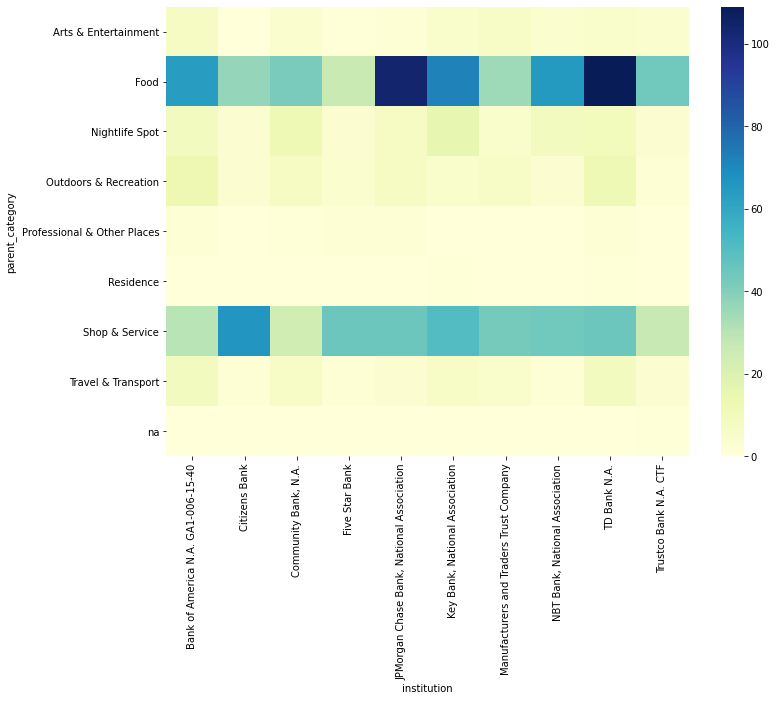 Arts & Entertainment
Food
Nightlife Spot
Outdoors & Recreation
Professional & Other Places
Residence
Shop & Service
Travel & Transport
na
parent_category
Bank of America N.A. GA1-006-15-40
Citizens Bank
Community Bank, N.A.
Five Star Bank
JPMorgan Chase Bank, National Association
Key Bank, National Association
Manufacturers and Traders Trust Company
NBT Bank, National Association
TD Bank N.A.
Trustco Bank N.A. CTF
institution
100
80
60
40
20
0